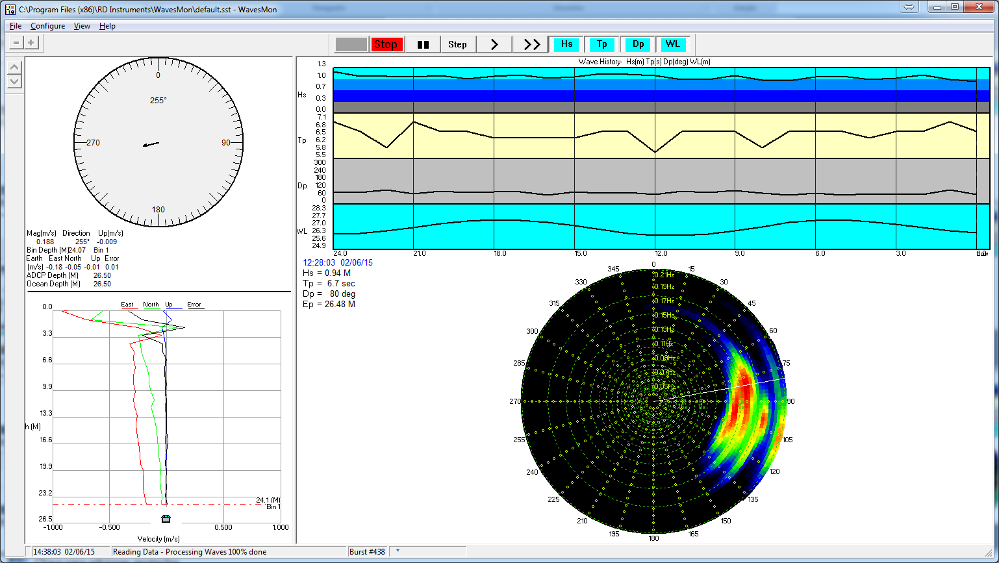 C:\Program Files (x86)\RD Instruments\WavesMon\default.sst - WavesMon
File Configure View Help
Stop Step Hs Tp Dp WL
0
255°
270 90
180
Mag(m/s) Direction Up(m/s)
0.188 255° -0.009
Bin Depth (M) 24.07 Bin 1
Earth East North Up Error
(m/s) -0.18 -0.05 -0.01 0.01
ADCP Depth (M) 26.50
Ocean Depth (M) 26.50
East North Up Error
0.0
3.3
6.6
9.9
13.3
h (M)
16.6
19.9
23.2
24.1 (M)
Bin 1
26.5
-1.000 -0.500 0.500 1.000
Velocity (m/s)
Wave History- Hs(m) Tp(s) Dp(deg) WL(m)
1.3
1.0
0.7
Hs
0.3
0.0
7.1
6.8
6.5
Tp
6.2
5.8
5.5
300
240
180
Dp
120
60
0
28.3
27.7
27.0
WL
26.3
25.6
24.9
24.0 21.0 18.0 15.0 12.0 9.0 6.0 3.0
12:28:03 02/06/15
Hs = 0.94 M
Tp = 6.7 sec
Dp = 80 deg
Ep = 26.48 M
0
345 15
330 30
315 45
300 60
285 75
270 90
255 105
240 120
225 135
210 150
195 165
180
0.21Hz
0.19Hz
0.17Hz
0.15Hz
0.13Hz
0.11Hz
0.09Hz
0.07Hz
0.05Hz
14:38:03 02/06/15 Reading Data - Processing Waves 100% done Burst #438 *